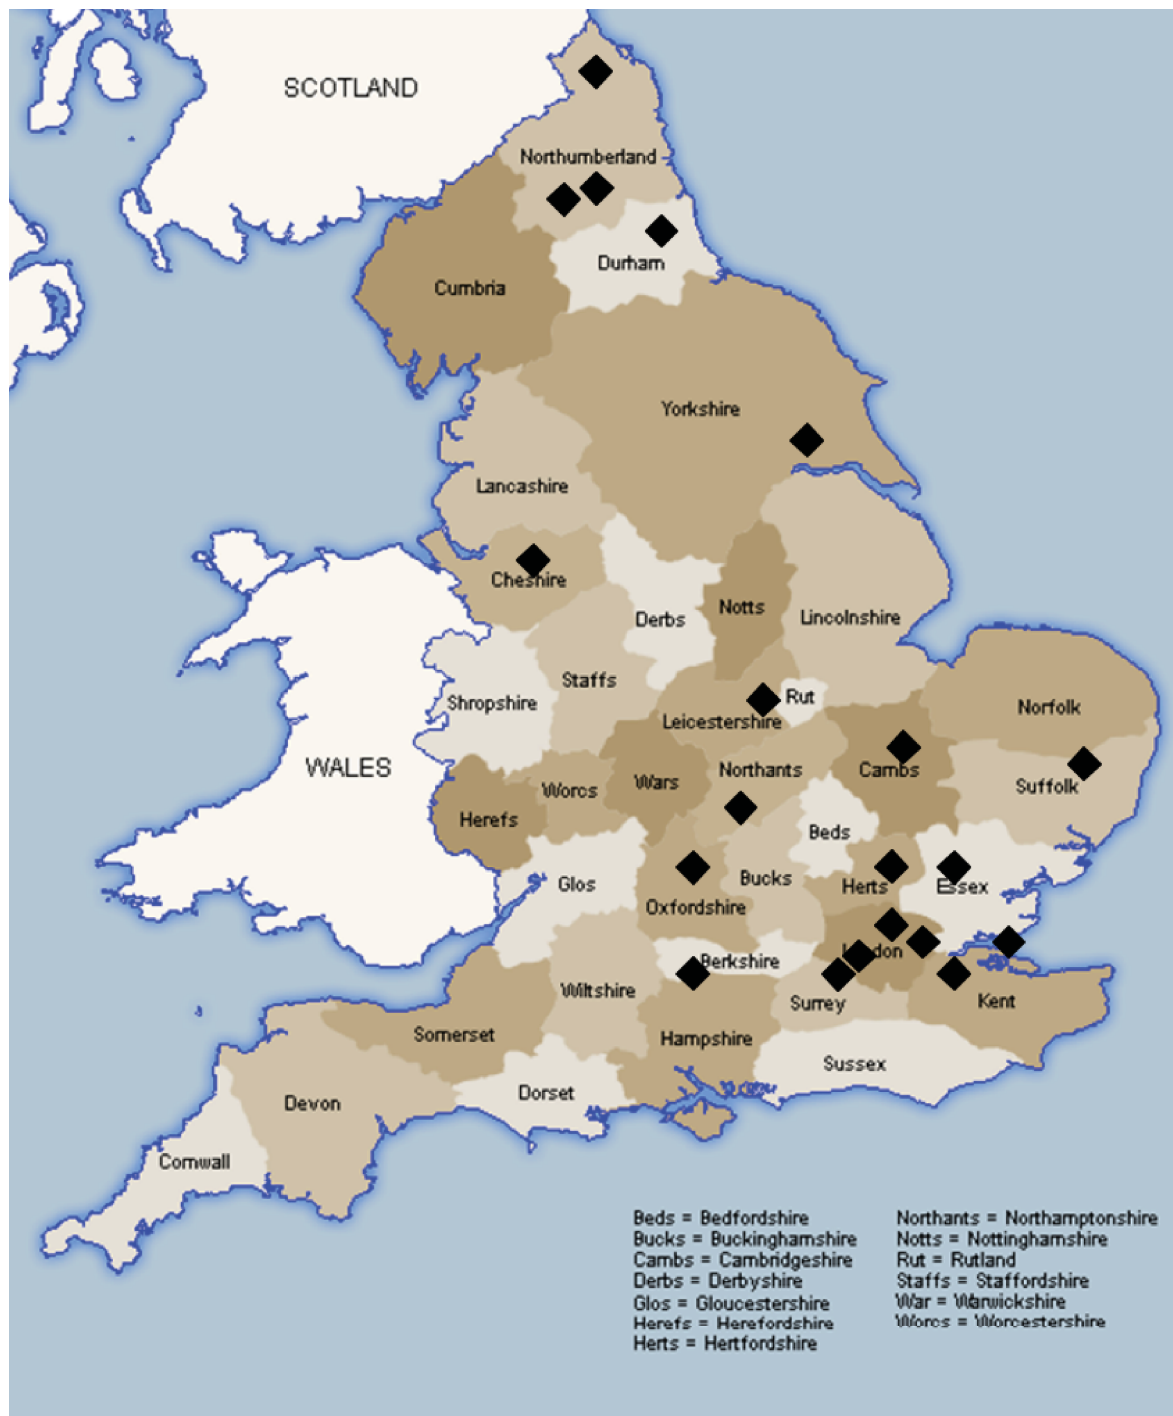 SCOTLAND
Northumberland
Durham
Cumbria
Yorkshire
Lancashire
Cheshire
Derbs
Notts
Lincolnshire
Staffs
Shropshire
Rut
Leicestershire
Norfolk
WALES
Northants
Cambs
Suffolk
Wars
Worcs
Herefs
Beds
Glos
Bucks
Herts
Essex
Oxfordshire
London
Berkshire
Wiltshire
Surrey
Kent
Somerset
Hampshire
Sussex
Dorset
Devon
Cornwall
Beds = Bedfordshire
Bucks = Buckinghamshire
Cambs = Cambridgeshire
Derbs = Derbyshire
Glos = Gloucestershire
Herefs = Herefordshire
Herts = Hertfordshire
Northants = Northamptonshire
Notts = Nottinghamshire
Rut = Rutland
Staffs = Staffordshire
War = Warwickshire
Worcs = Worcestershire